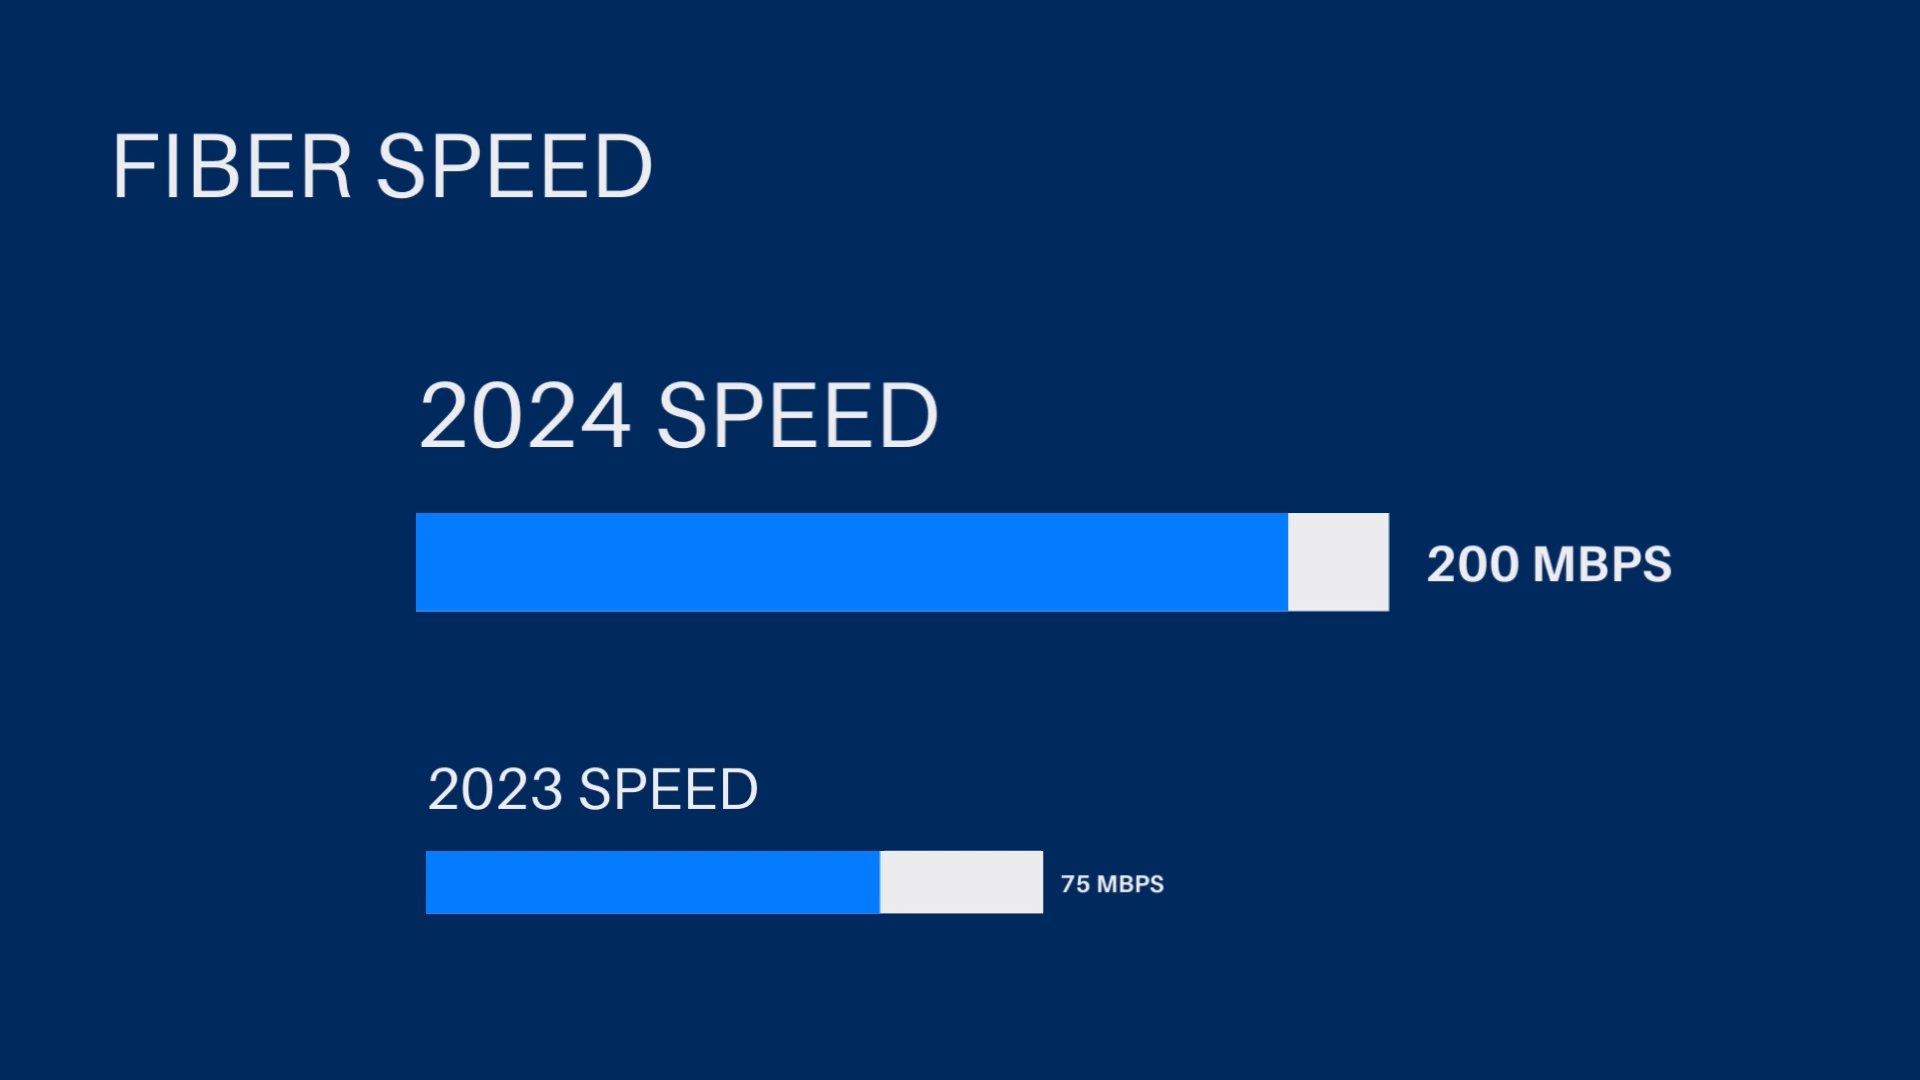 FIBER SPEED
2024 SPEED
200 MBPS
2023 SPEED
75 MBPS